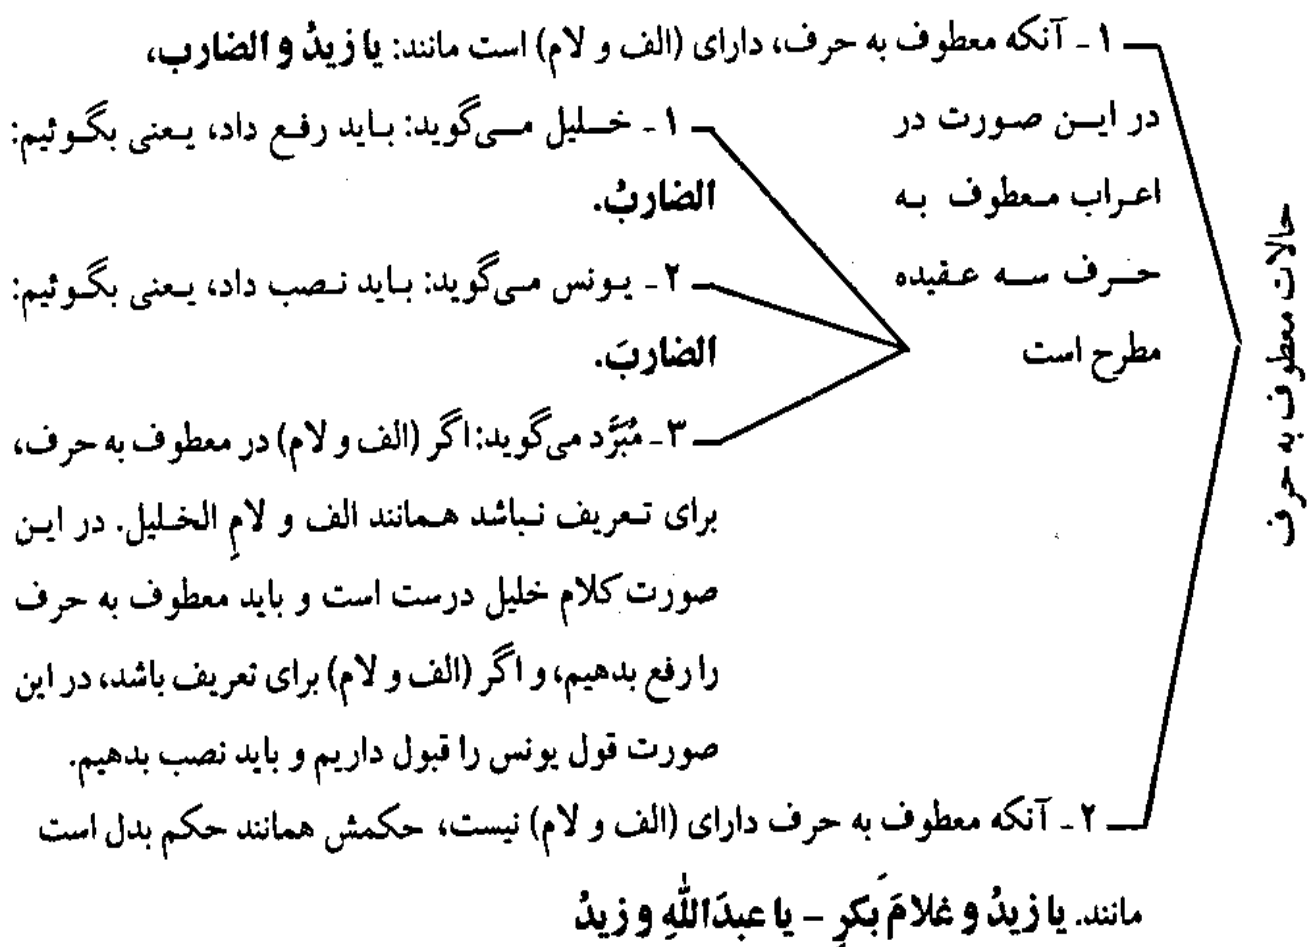 حالات معطوف به حرف
۱ ـ آنکه معطوف به حرف، دارای (الف و لام) است مانند: یا زیدُ و الضارب،
در این صورت در
اعراب معطوف به
حرف سه عقیده
مطرح است
۱ ـ خلیل می‌گوید: باید رفع داد، یعنی بگوئیم:
الضاربُ.
۲ ـ یونس می‌گوید: باید نصب داد، یعنی بگوئیم:
الضاربَ.
۳ ـ مُبَرَّد می‌گوید: اگر (الف و لام) در معطوف به حرف،
برای تعریف نباشد همانند الف و لامِ الخلیل. در این
صورت کلام خلیل درست است و باید معطوف به حرف
را رفع بدهیم، و اگر (الف و لام) برای تعریف باشد، در این
صورت قول یونس را قبول داریم و باید نصب بدهیم.
۲ ـ آنکه معطوف به حرف دارای (الف و لام) نیست، حکمش همانند حکم بدل است
مانند. یا زیدُ و غلامَ بَکرٍ – یا عبدَاللّٰهِ و زیدُ